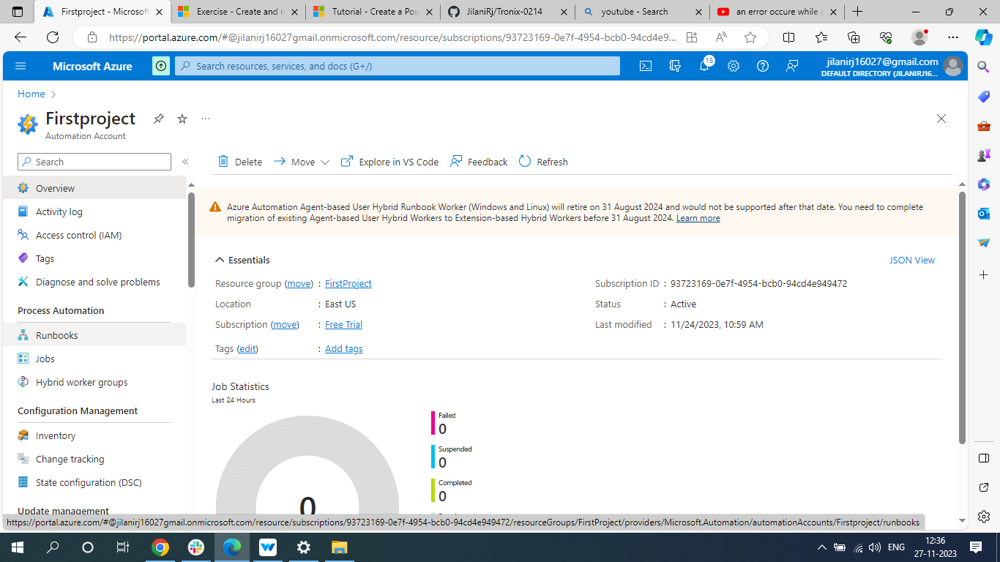 Firstproject - Microsoft
Exercise - Create and r
Tutorial - Create a Pow
JilaniRj/Tronix-0214
youtube - Search
an error occure while c
https://portal.azure.com/#@jilanirj16027gmail.onmicrosoft.com/resource/subscriptions/93723169-0e7f-4954-bcb0-94cd4e9...
Microsoft Azure
Search resources, services, and docs (G+/)
15
jilanirj16027@gmail.com
DEFAULT DIRECTORY (JILANIRJ16...
Home
Firstproject
Automation Account
Search
Delete
Move
Explore in VS Code
Feedback
Refresh
Overview
Activity log
Access control (IAM)
Tags
Diagnose and solve problems
Process Automation
Runbooks
Jobs
Hybrid worker groups
Configuration Management
Inventory
Change tracking
State configuration (DSC)
Update management
Azure Automation Agent-based User Hybrid Runbook Worker (Windows and Linux) will retire on 31 August 2024 and would not be supported after that date. You need to complete
migration of existing Agent-based User Hybrid Workers to Extension-based Hybrid Workers before 31 August 2024. Learn more
Essentials
JSON View
Resource group (move) : FirstProject
Location : East US
Subscription (move) : Free Trial
Tags (edit) : Add tags
Subscription ID : 93723169-0e7f-4954-bcb0-94cd4e949472
Status : Active
Last modified : 11/24/2023, 10:59 AM
Job Statistics
Last 24 Hours
0
Failed
0
Suspended
0
Completed
0
https://portal.azure.com/#@jilanirj16027gmail.onmicrosoft.com/resource/subscriptions/93723169-0e7f-4954-bcb0-94cd4e949472/resourceGroups/FirstProject/providers/Microsoft.Automation/automationAccounts/Firstproject/runbooks
ENG
12:36
27-11-2023